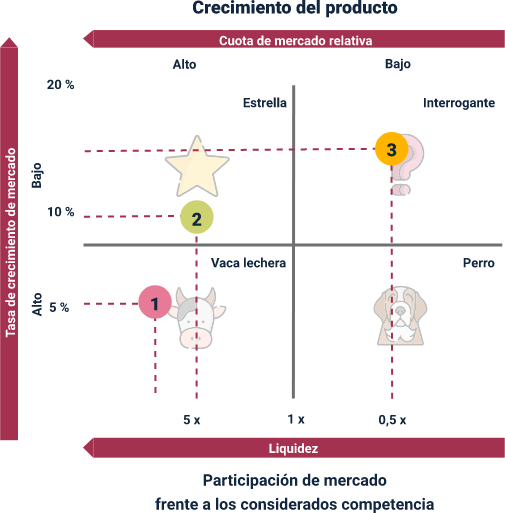 Crecimiento del producto
Cuota de mercado relativa
Alto
Bajo
20 %
Estrella
Interrogante
3
Bajo
Tasa de crecimiento de mercado
10 %
2
Vaca lechera
Perro
Alto
5 %
1
5 x
1 x
0,5 x
Liquidez
Participación de mercado
frente a los considerados competencia